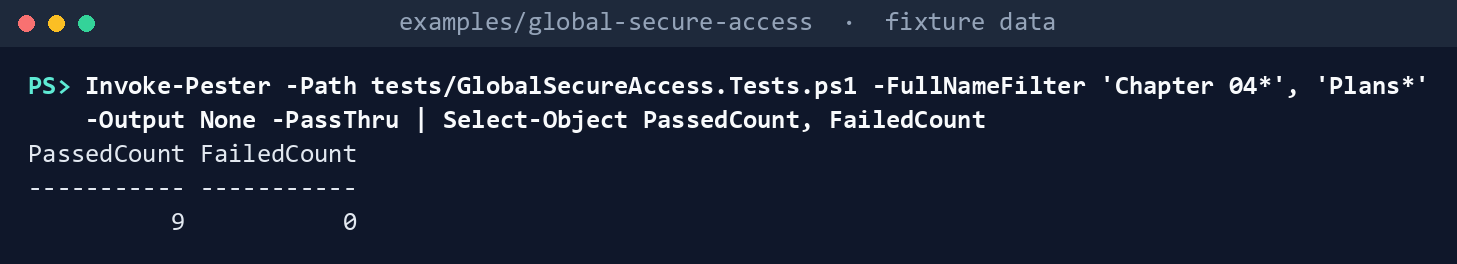 examples/global-secure-access · fixture data
PS> Invoke-Pester -Path tests/GlobalSecureAccess.Tests.ps1 -FullNameFilter 'Chapter 04*', 'Plans*'
-Output None -PassThru | Select-Object PassedCount, FailedCount
PassedCount FailedCount
----------- -----------
9 0